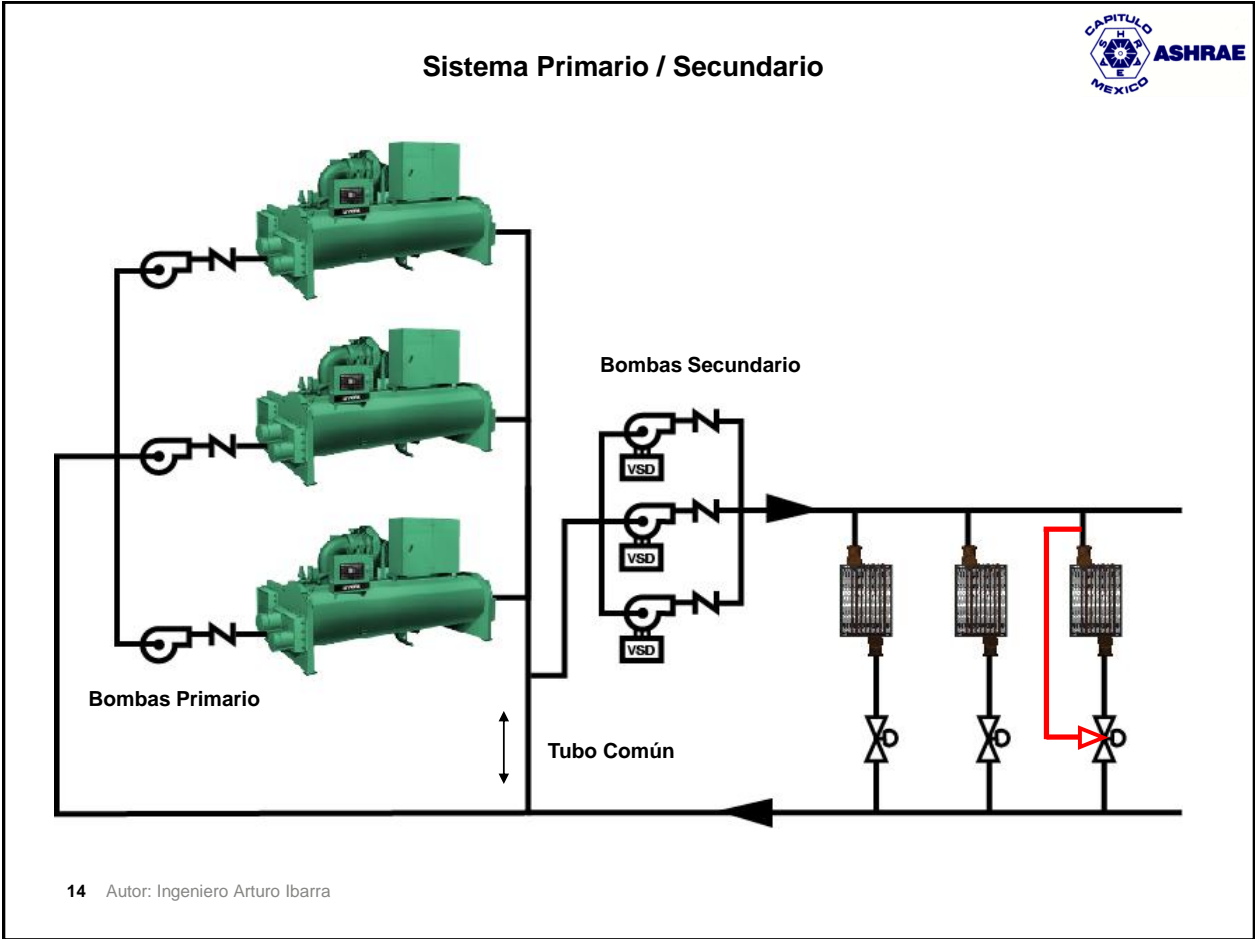 Sistema Primario / Secundario
CAPITULO
ASHRAE
MEXICO
ASHRAE
Bombas Secundario
VSD
VSD
VSD
Bombas Primario
Tubo Común
14 Autor: Ingeniero Arturo Ibarra